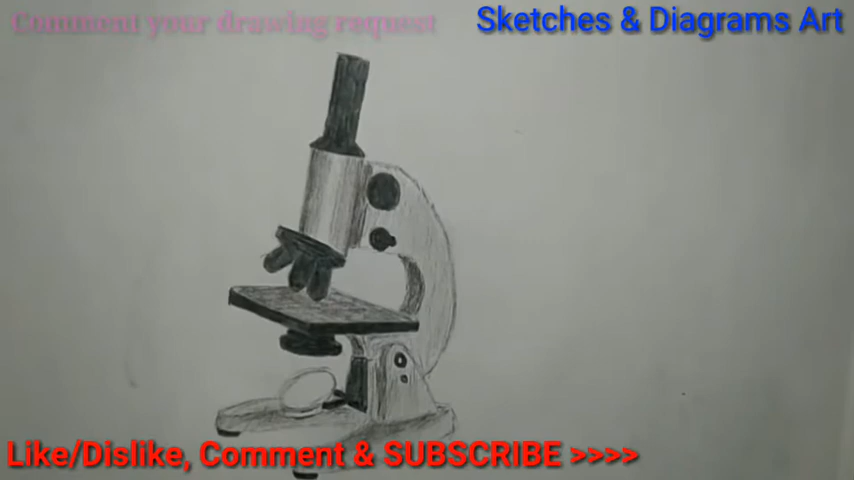 Comment your drawing request
Sketches & Diagrams Art
Like/Dislike, Comment & SUBSCRIBE >>>>